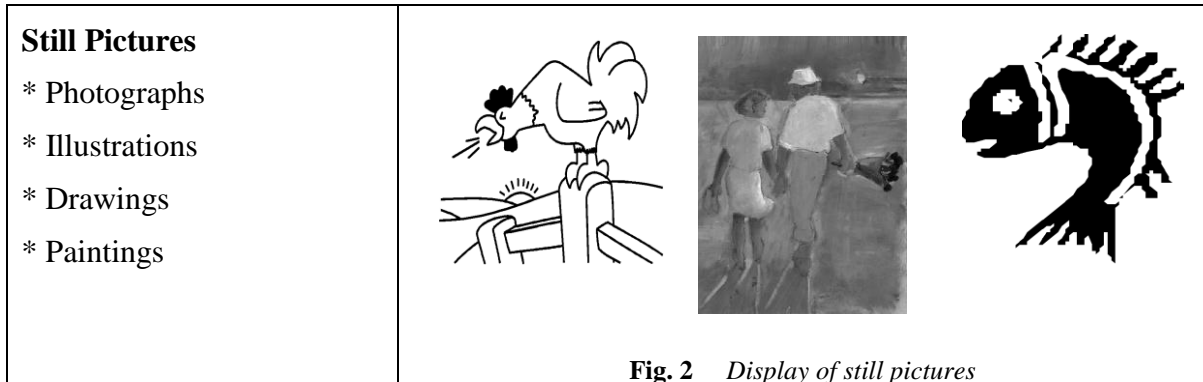 Still Pictures
* Photographs
* Illustrations
* Drawings
* Paintings
Fig. 2 Display of still pictures